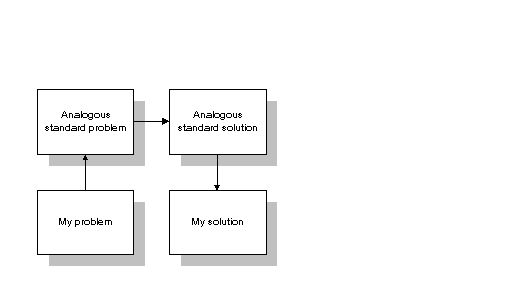 Analogous
standard problem
Analogous
standard solution
My problem
My solution